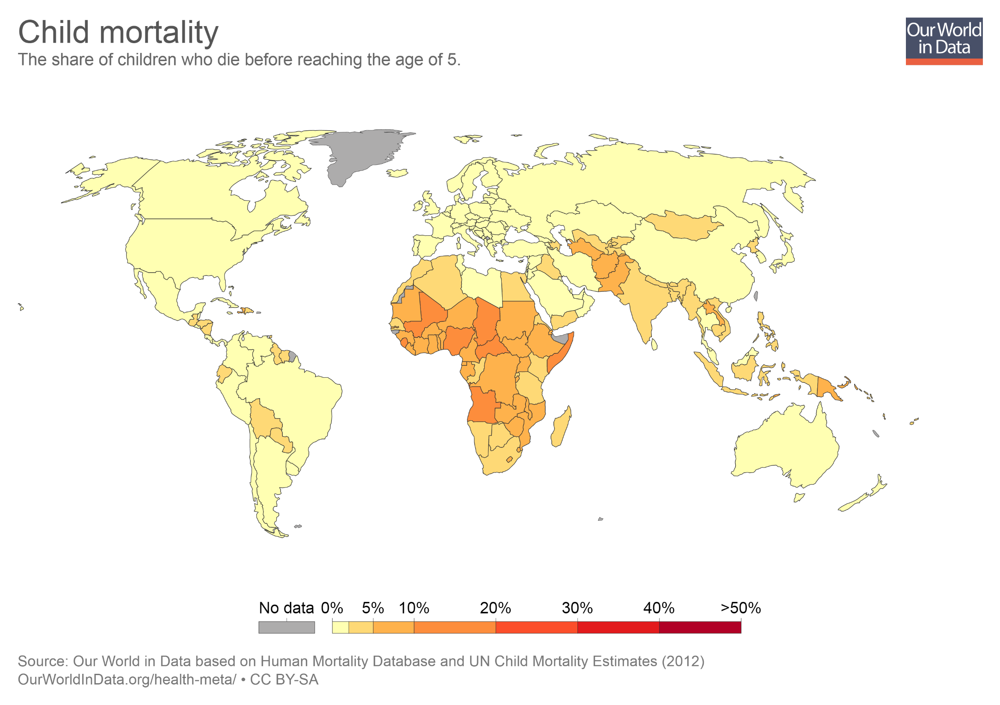 Child mortality
The share of children who die before reaching the age of 5.
Our World
in Data
No data 0% 5% 10% 20% 30% 40% >50%
Source: Our World in Data based on Human Mortality Database and UN Child Mortality Estimates (2012)
OurWorldInData.org/health-meta/ • CC BY-SA